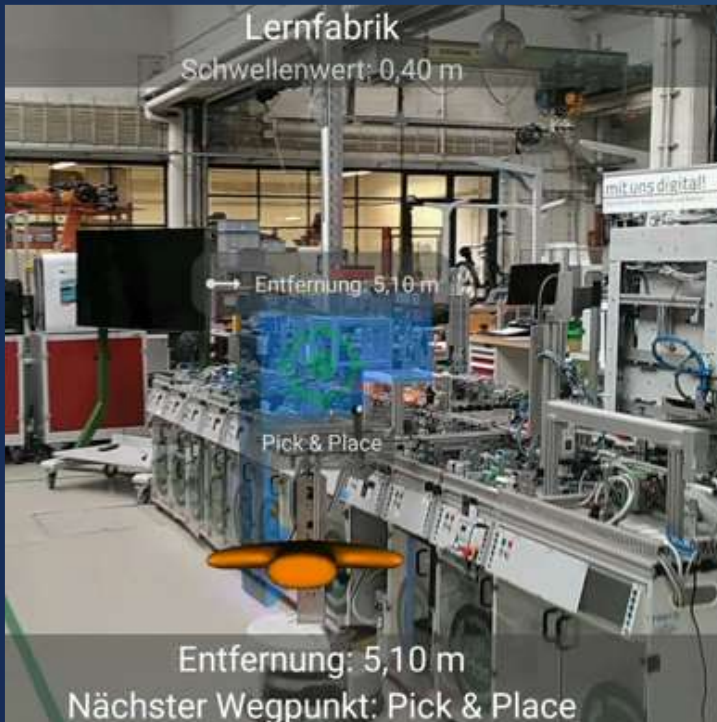 Lernfabrik
Schwellenwert: 0,40 m
mit uns digital!
Entfernung: 5,10 m
Pick & Place
Entfernung: 5,10 m
Nächster Wegpunkt: Pick & Place